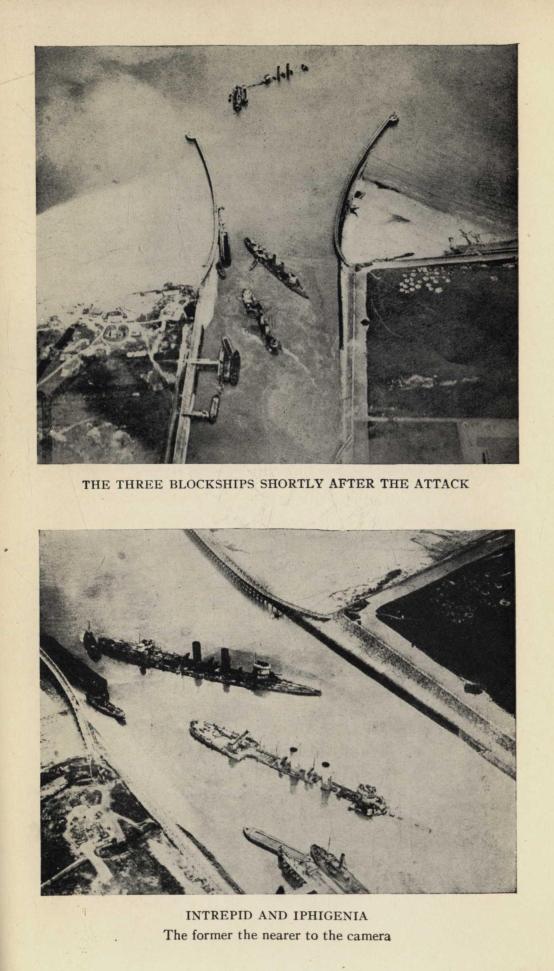 THE THREE BLOCKSHIPS SHORTLY AFTER THE ATTACK
INTREPID AND IPHIGENIA
The former the nearer to the camera